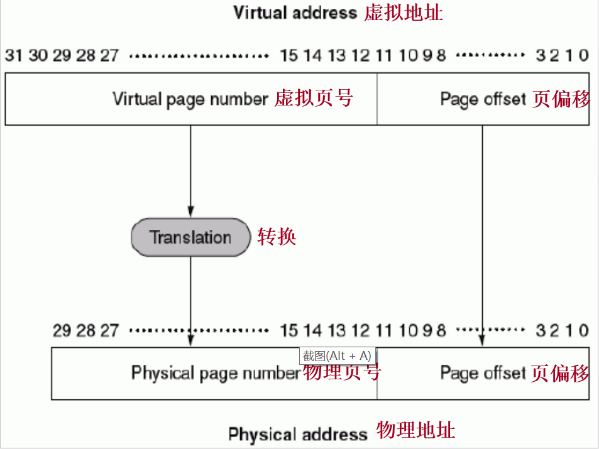 Virtual address 虚拟地址
31 30 29 28 27 ···················· 15 14 13 12 11 10 9 8 ·········· 3 2 1 0
Virtual page number 虚拟页号 Page offset 页偏移
Translation 转换
29 28 27 ···················· 15 14 13 12 11 10 9 8 ·········· 3 2 1 0
截图(Alt + A)
Physical page number 物理页号 Page offset 页偏移
Physical address 物理地址